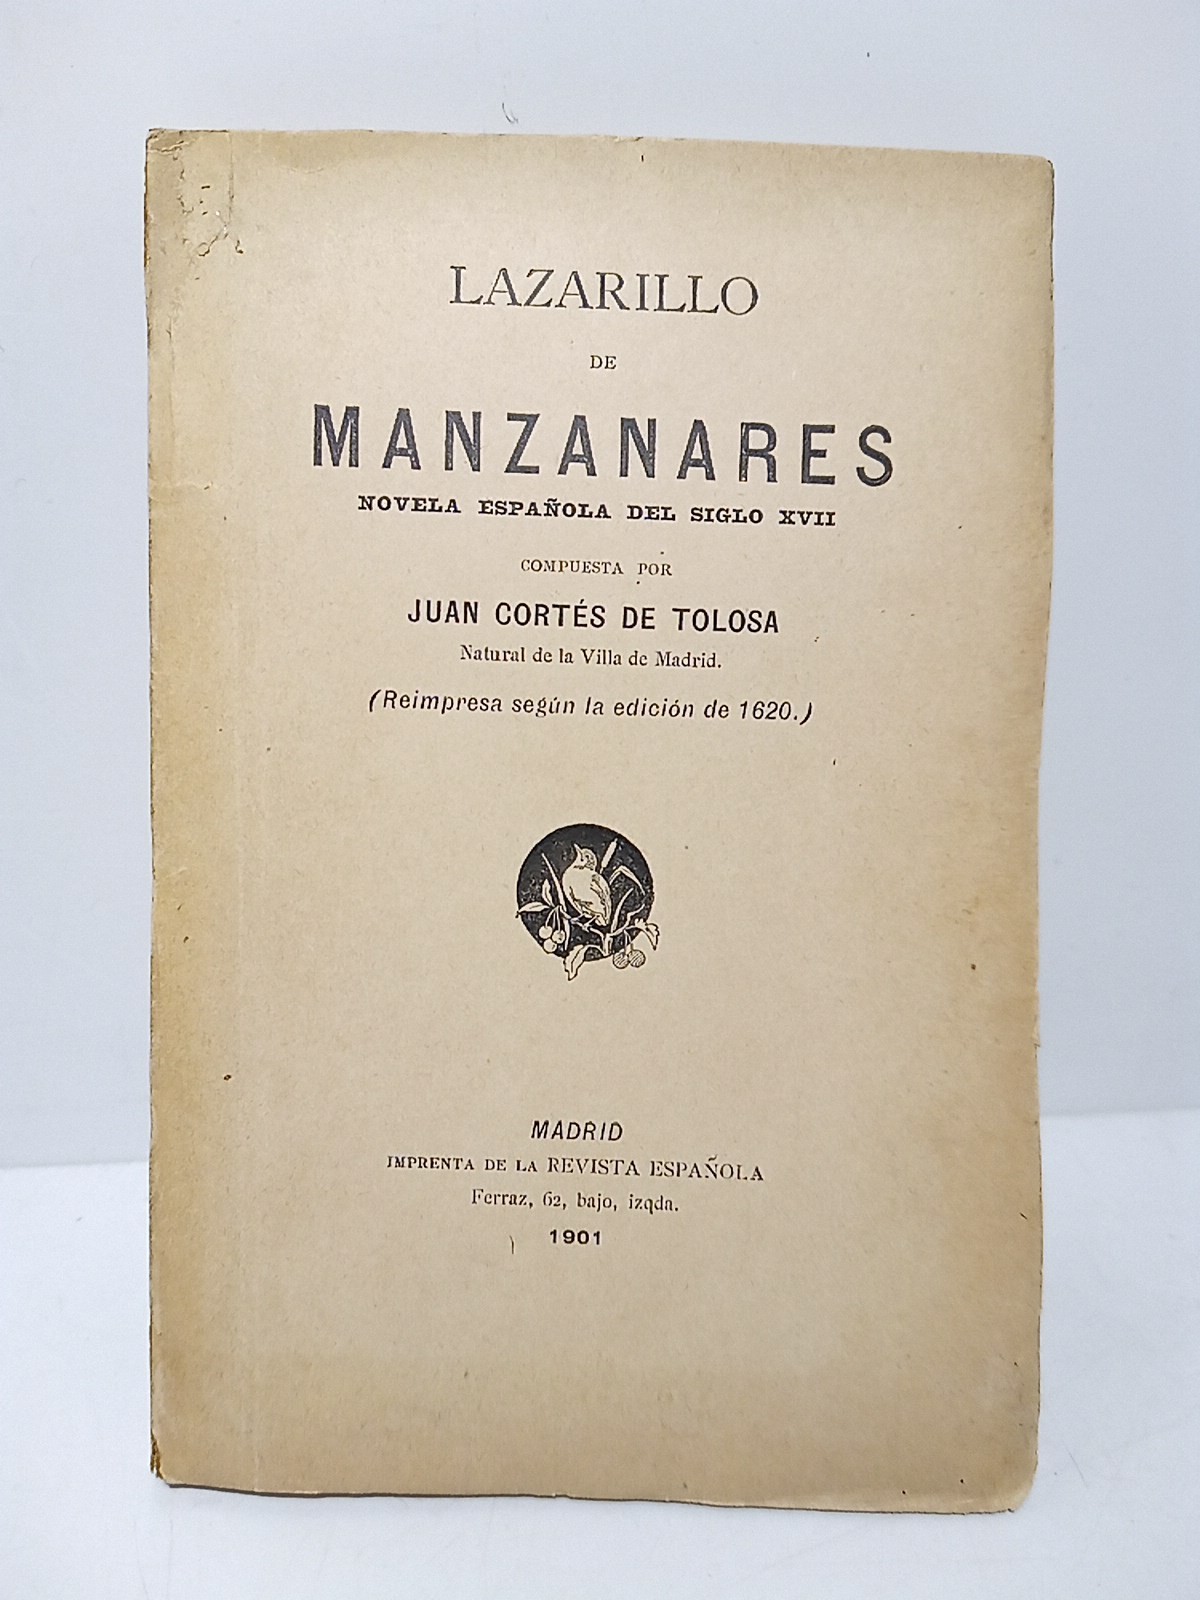 LAZARILLO
DE
MANZANARES
NOVELA ESPAÑOLA DEL SIGLO XVII
COMPUESTA POR
JUAN CORTÉS DE TOLOSA
Natural de la Villa de Madrid.
(Reimpresa según la edición de 1620.)
MADRID
IMPRENTA DE LA REVISTA ESPAÑOLA
Ferraz, 62, bajo, izqda.
1901